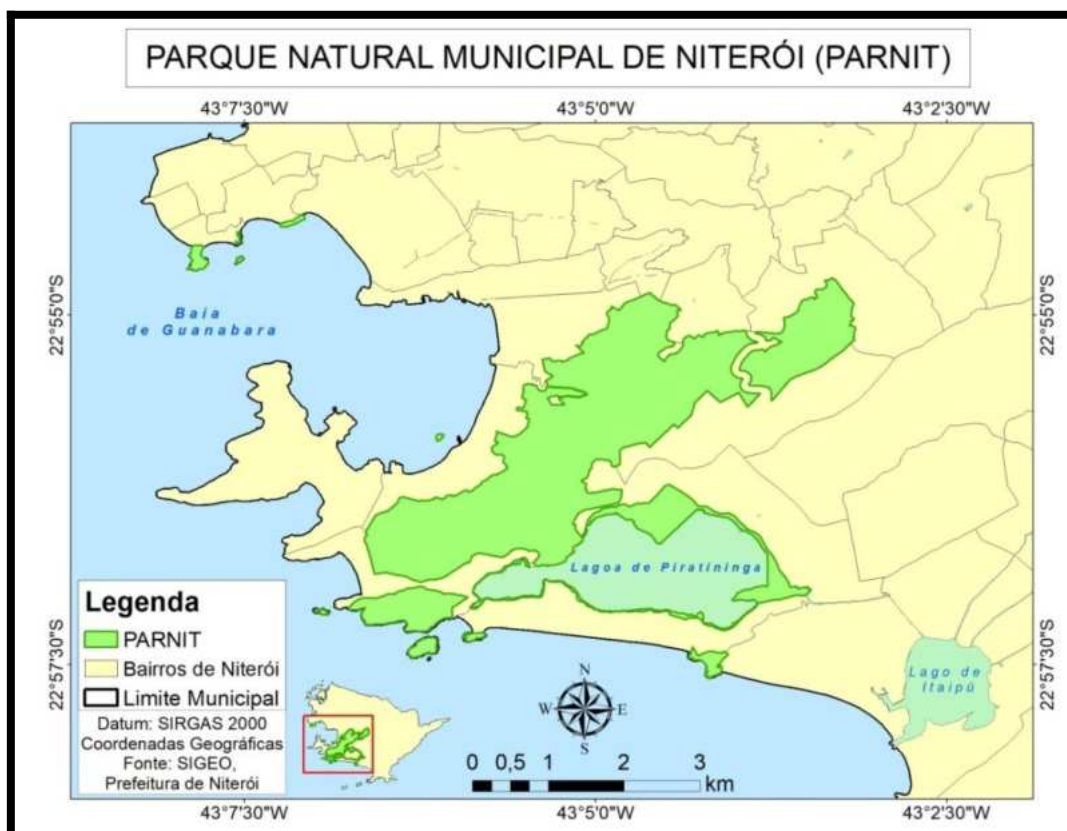 PARQUE NATURAL MUNICIPAL DE NITERÓI (PARNIT)
43°7'30"W
43°5'0"W
43°2'30"W
22°55'0"S
22°55'0"S
Baia
de Guanabara
Lagoa de Piratininga
Lago de
Itaipú
22°57'30"S
22°57'30"S
Legenda
PARNIT
Bairros de Niterói
Limite Municipal
Datum: SIRGAS 2000
Coordenadas Geográficas
Fonte: SIGEO,
Prefeitura de Niterói
N
W
E
S
0 0,5 1 2 3
km
43°7'30"W
43°5'0"W
43°2'30"W